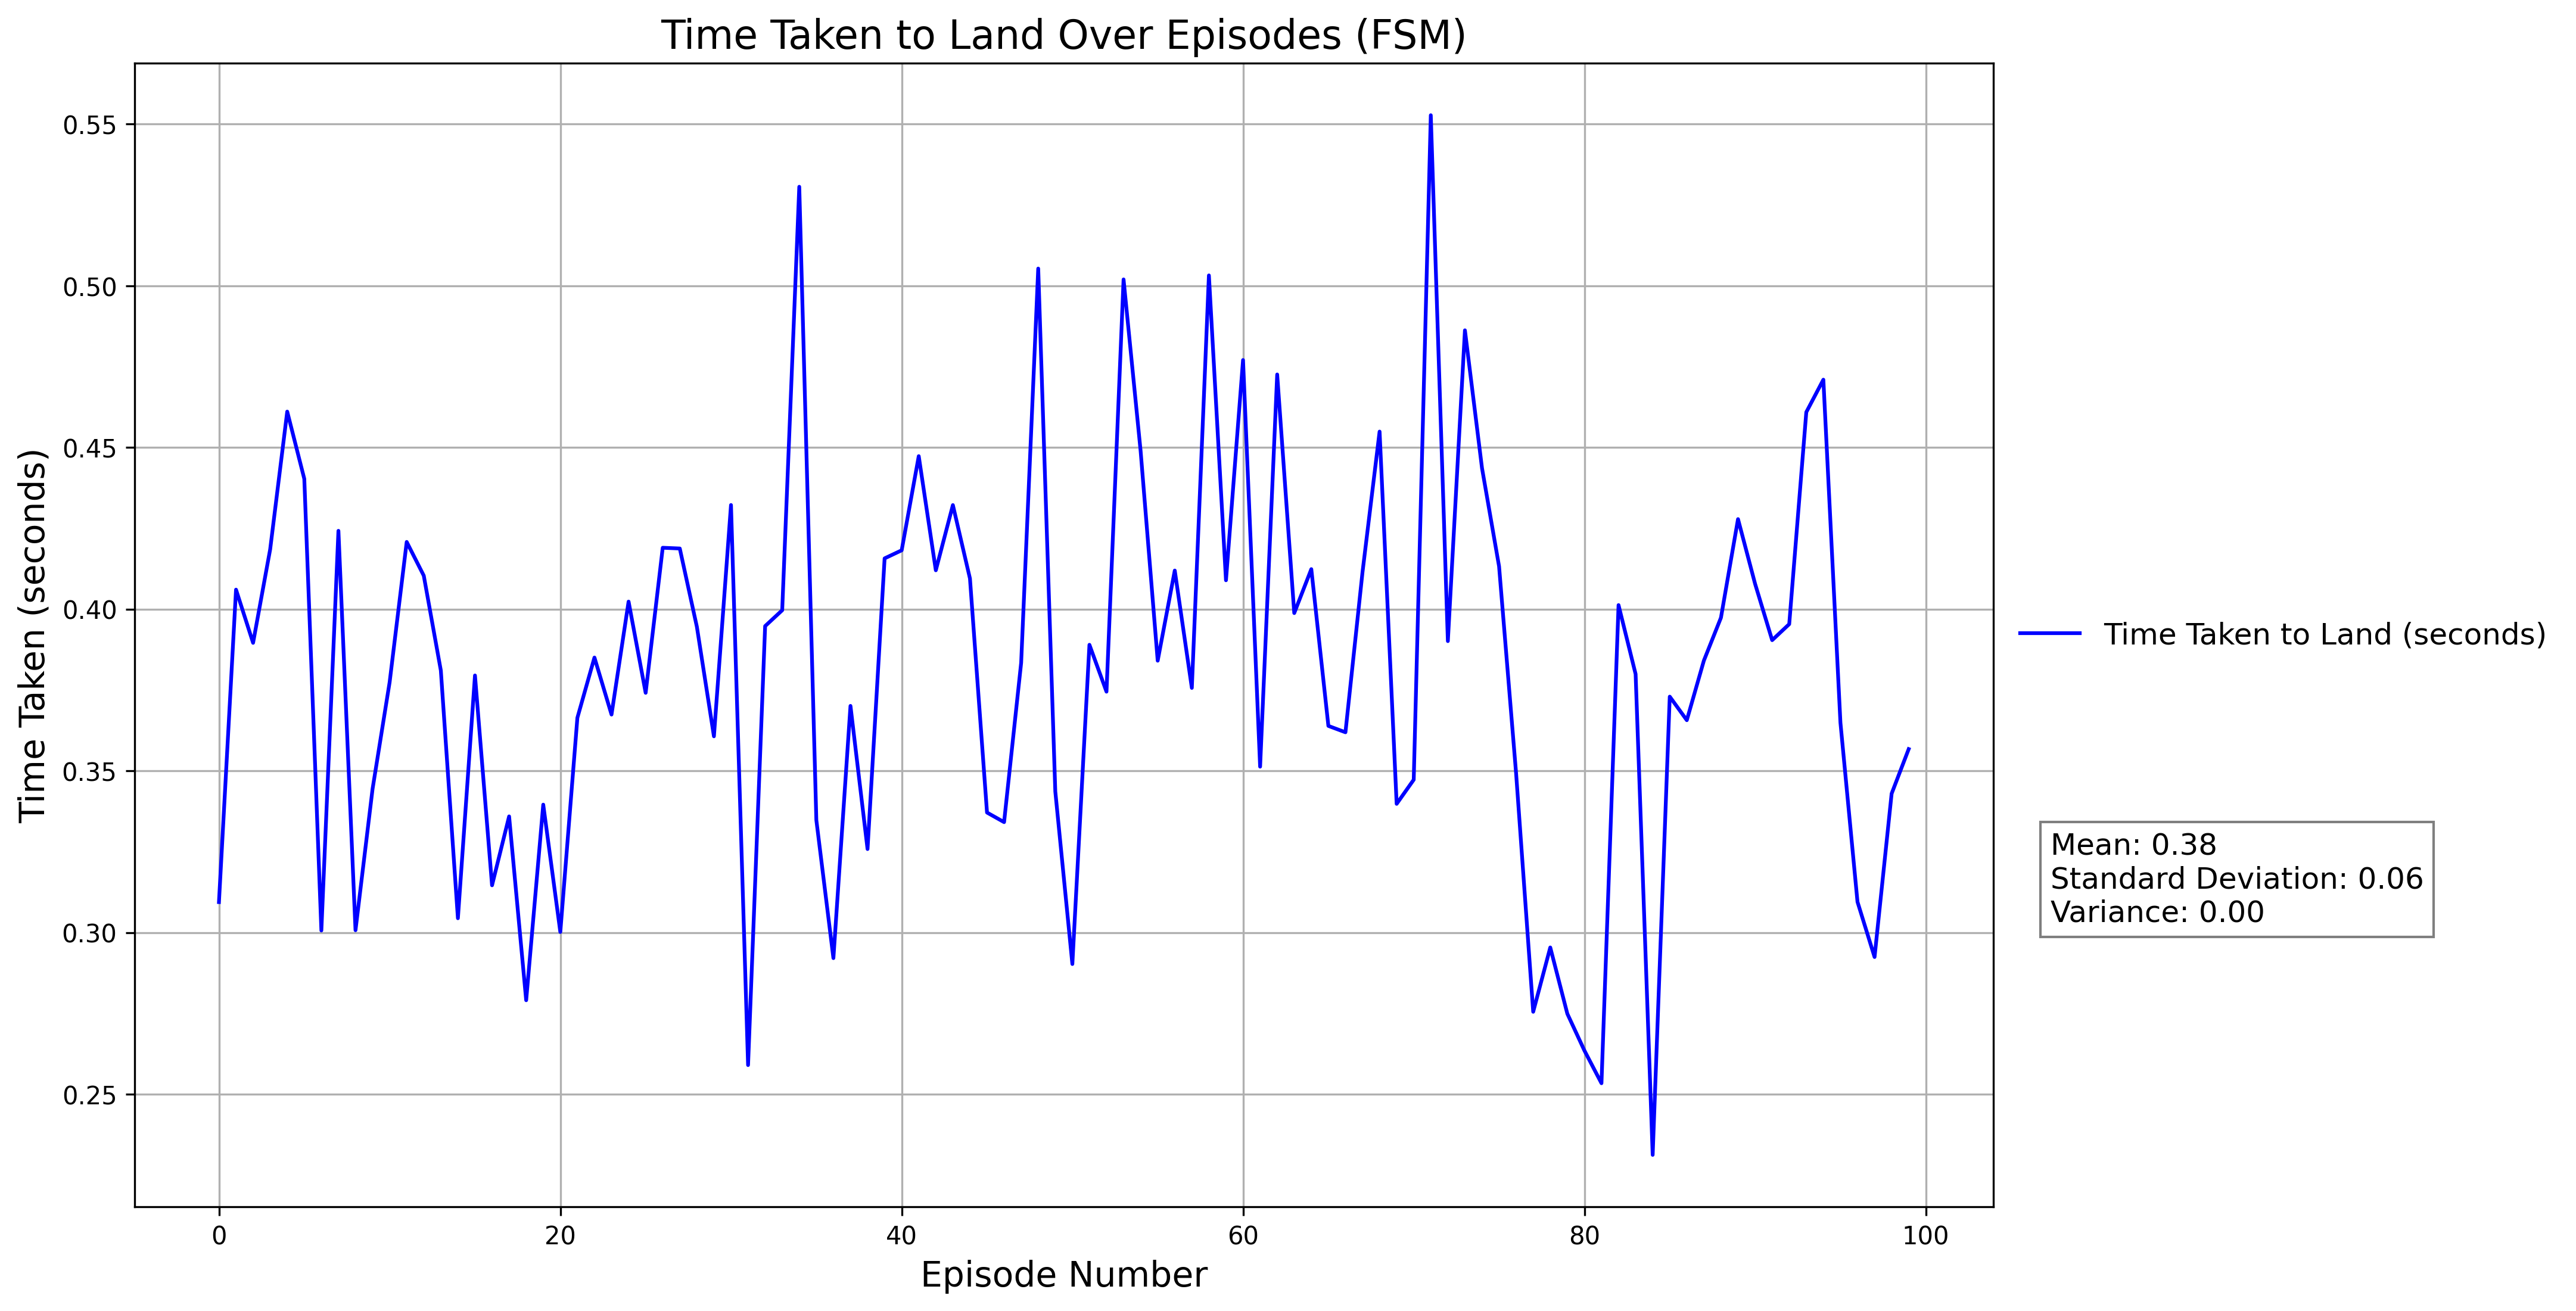 Time Taken to Land Over Episodes (FSM)
Time Taken (seconds)
0.55
0.50
0.45
0.40
0.35
0.30
0.25
0 20 40 60 80 100
Episode Number
Time Taken to Land (seconds)
Mean: 0.38
Standard Deviation: 0.06
Variance: 0.00